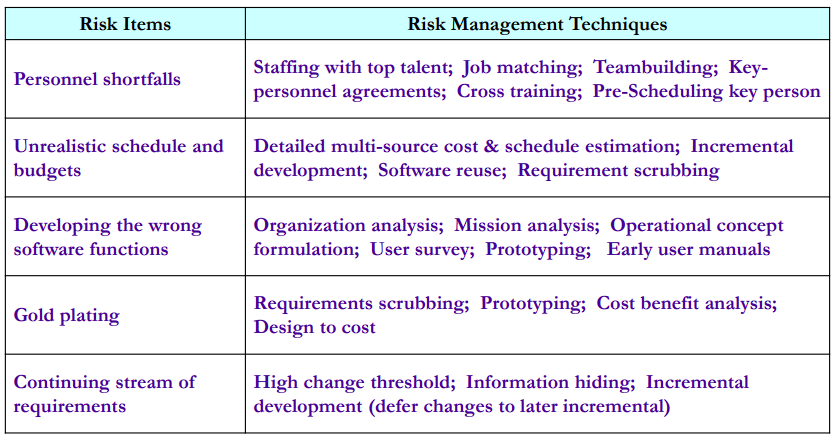 Risk Items
Risk Management Techniques
Personnel shortfalls
Staffing with top talent; Job matching; Teambuilding; Key-
personnel agreements; Cross training; Pre-Scheduling key person
Unrealistic schedule and
budgets
Detailed multi-source cost & schedule estimation; Incremental
development; Software reuse; Requirement scrubbing
Developing the wrong
software functions
Organization analysis; Mission analysis; Operational concept
formulation; User survey; Prototyping; Early user manuals
Gold plating
Requirements scrubbing; Prototyping; Cost benefit analysis;
Design to cost
Continuing stream of
requirements
High change threshold; Information hiding; Incremental
development (defer changes to later incremental)